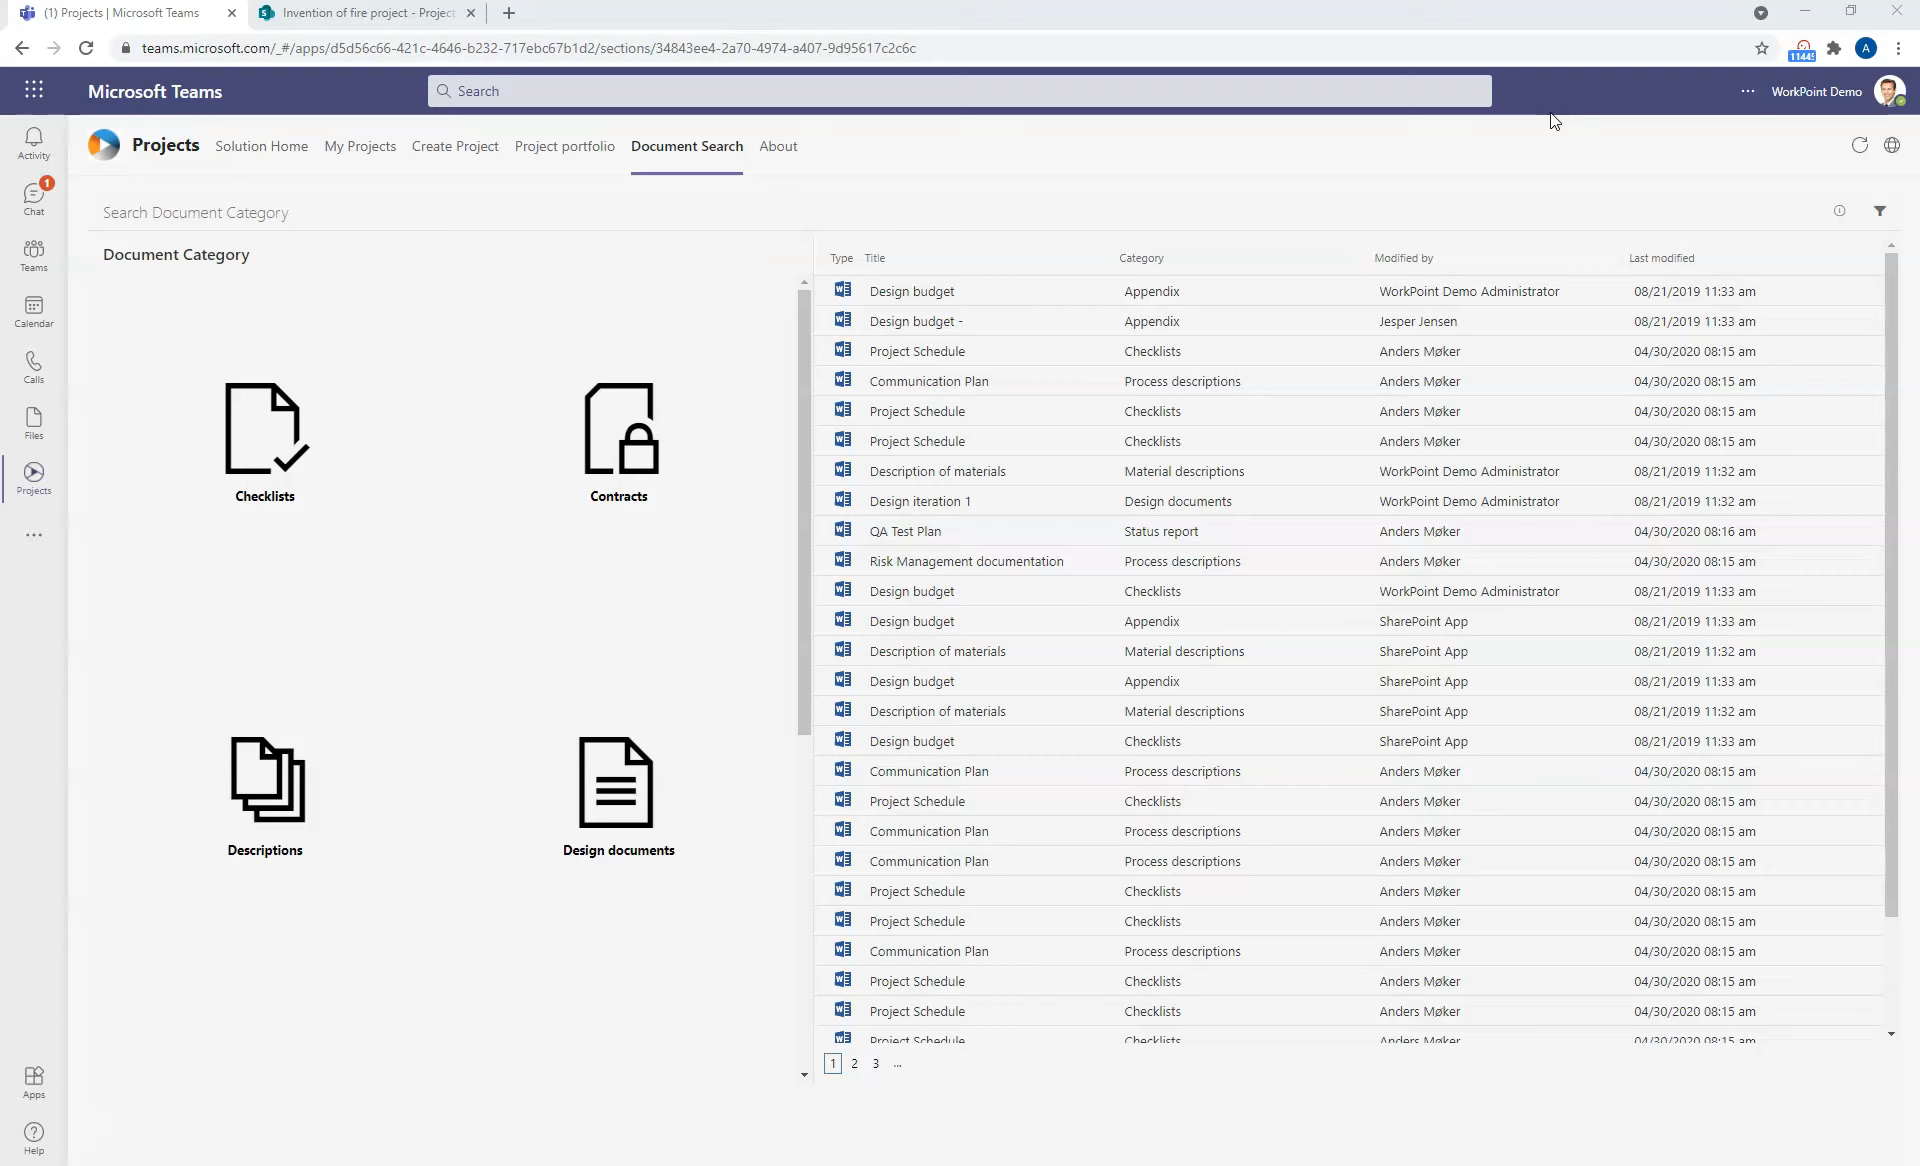 (1) Projects | Microsoft Teams
Invention of fire project - Project
teams.microsoft.com/_#/apps/d5d56c66-421c-4646-b232-717ebc67b1d2/sections/34843ee4-2a70-4974-a407-9d95617c2c6c
A
Microsoft Teams
Search
WorkPoint Demo
Activity
Chat
1
Teams
Calendar
Calls
Files
Projects
Apps
Help
Projects Solution Home My Projects Create Project Project portfolio Document Search About
Search Document Category
Document Category
Checklists
Contracts
Descriptions
Design documents
Type Title Category Modified by Last modified
Design budget Appendix WorkPoint Demo Administrator 08/21/2019 11:33 am
Design budget - Appendix Jesper Jensen 08/21/2019 11:33 am
Project Schedule Checklists Anders Møker 04/30/2020 08:15 am
Communication Plan Process descriptions Anders Møker 04/30/2020 08:15 am
Project Schedule Checklists Anders Møker 04/30/2020 08:15 am
Project Schedule Checklists Anders Møker 04/30/2020 08:15 am
Description of materials Material descriptions WorkPoint Demo Administrator 08/21/2019 11:32 am
Design iteration 1 Design documents WorkPoint Demo Administrator 08/21/2019 11:32 am
QA Test Plan Status report Anders Møker 04/30/2020 08:16 am
Risk Management documentation Process descriptions Anders Møker 04/30/2020 08:15 am
Design budget Checklists WorkPoint Demo Administrator 08/21/2019 11:33 am
Design budget Appendix SharePoint App 08/21/2019 11:33 am
Description of materials Material descriptions SharePoint App 08/21/2019 11:32 am
Design budget Appendix SharePoint App 08/21/2019 11:33 am
Description of materials Material descriptions SharePoint App 08/21/2019 11:32 am
Design budget Checklists SharePoint App 08/21/2019 11:33 am
Communication Plan Process descriptions Anders Møker 04/30/2020 08:15 am
Project Schedule Checklists Anders Møker 04/30/2020 08:15 am
Communication Plan Process descriptions Anders Møker 04/30/2020 08:15 am
Communication Plan Process descriptions Anders Møker 04/30/2020 08:15 am
Project Schedule Checklists Anders Møker 04/30/2020 08:15 am
Project Schedule Checklists Anders Møker 04/30/2020 08:15 am
Communication Plan Process descriptions Anders Møker 04/30/2020 08:15 am
Project Schedule Checklists Anders Møker 04/30/2020 08:15 am
Project Schedule Checklists Anders Møker 04/30/2020 08:15 am
Project Schedule Checklists Anders Møker 04/30/2020 08:15 am
1 2 3 ...